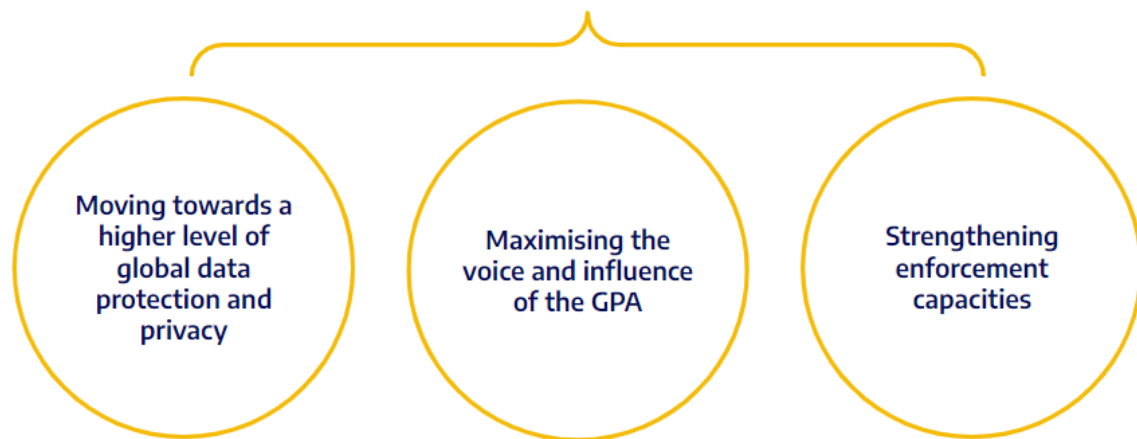 Moving towards a
higher level of
global data
protection and
privacy
Maximising the
voice and influence
of the GPA
Strengthening
enforcement
capacities